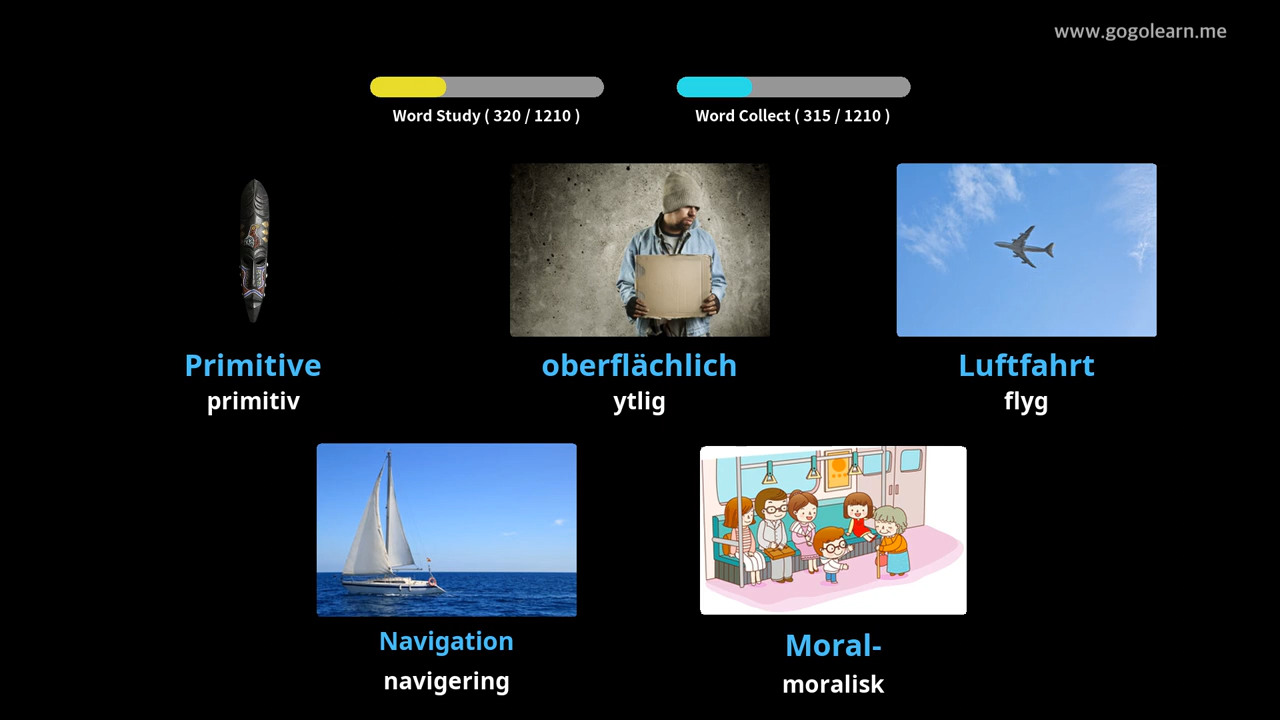 www.gogolearn.me
Word Study ( 320 / 1210 )
Word Collect ( 315 / 1210 )
Primitive
primitiv
oberflächlich
ytlig
Luftfahrt
flyg
Navigation
navigering
Moral-
moralisk